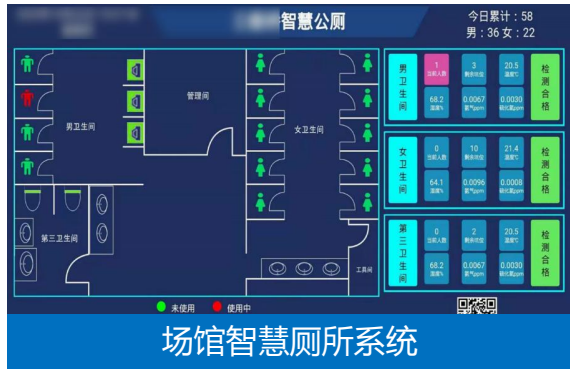 智慧公厕
今日累计：58
男：36 女：22
男卫生间
管理间
女卫生间
第三卫生间
工具间
未使用
使用中
男卫生间
1
当前人数
3
剩余坑位
20.5
温度℃
68.2
湿度%
0.0067
氨气ppm
0.0030
硫化氢ppm
检测合格
女卫生间
0
当前人数
10
剩余坑位
21.4
温度℃
64.1
湿度%
0.0096
氨气ppm
0.0008
硫化氢ppm
检测合格
第三卫生间
0
当前人数
2
剩余坑位
20.5
温度℃
68.2
湿度%
0.0067
氨气ppm
0.0030
硫化氢ppm
检测合格
场馆智慧厕所系统